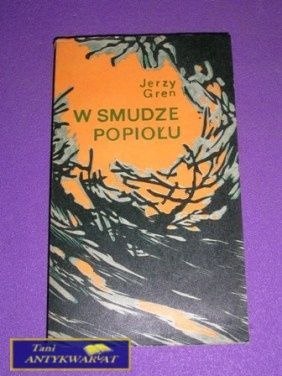 Jerzy
Gren
W SMUDZE
POPIOŁU
Tani
ANTYKWARIAT